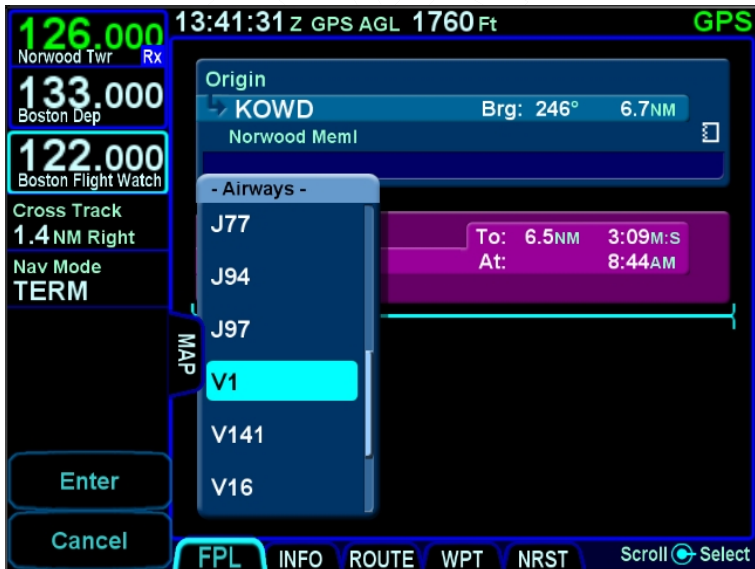 126.000
Norwood Twr Rx
133.000
Boston Dep
122.000
Boston Flight Watch
Cross Track
1.4 NM Right
Nav Mode
TERM
Enter
Cancel
13:41:31 Z GPS AGL 1760 Ft GPS
Origin
KOWD Brg: 246° 6.7NM
Norwood Meml
- Airways -
J77
J94
J97
V1
V141
V16
To: 6.5NM 3:09M:S
At: 8:44AM
MAP
FPL INFO ROUTE WPT NRST Scroll Select